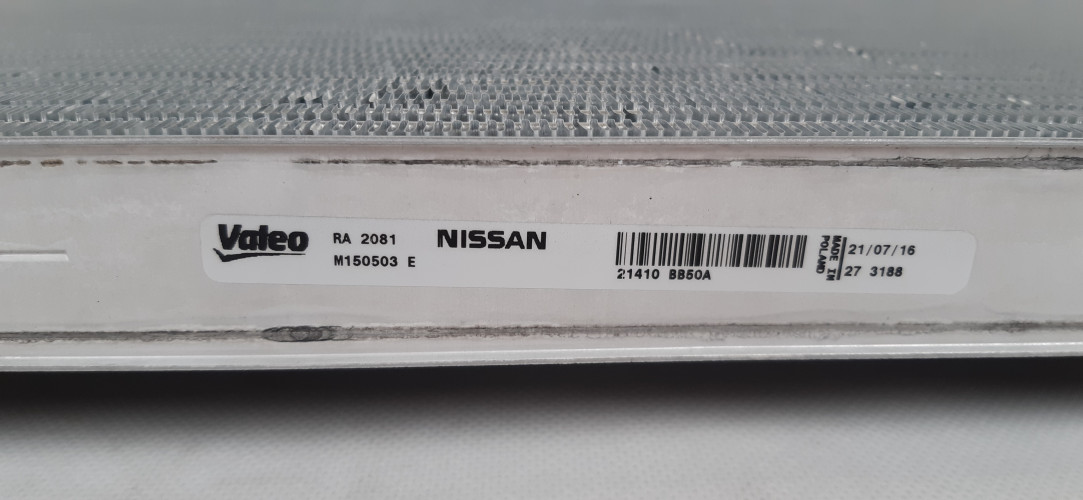 Valeo RA 2081 NISSAN
M150503 E
21410 BB50A
MADE IN
POLAND
21/07/16
27 3188